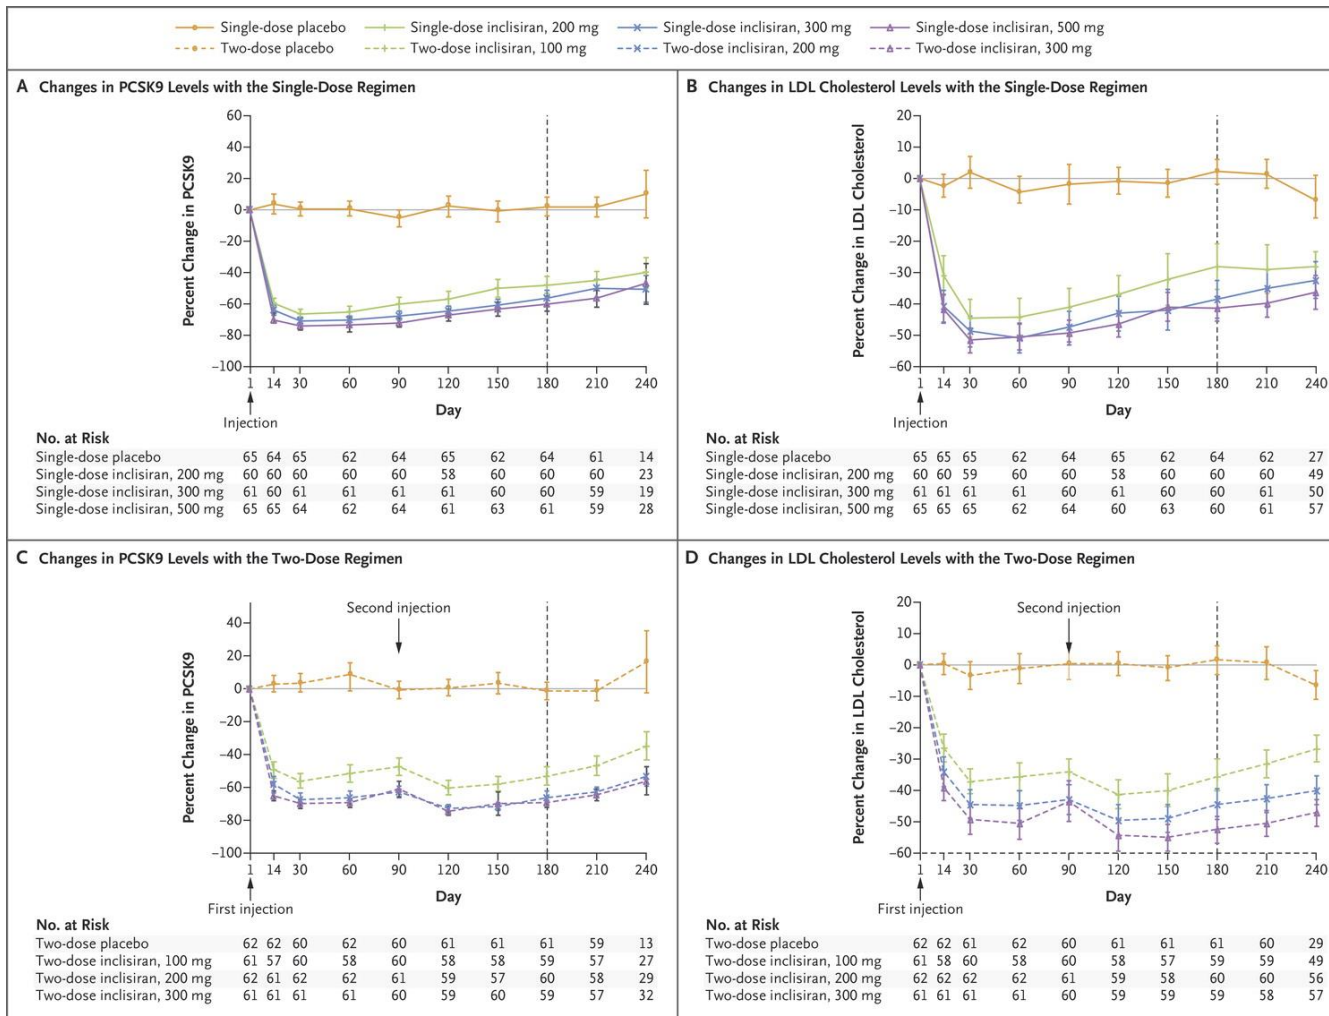 Single-dose placebo Single-dose inclisiran, 200 mg Single-dose inclisiran, 300 mg Single-dose inclisiran, 500 mg
Two-dose placebo Two-dose inclisiran, 100 mg Two-dose inclisiran, 200 mg Two-dose inclisiran, 300 mg
A Changes in PCSK9 Levels with the Single-Dose Regimen
Percent Change in PCSK9
60
40
20
0
−20
−40
−60
−80
−100
1 14 30 60 90 120 150 180 210 240
Day
Injection
No. at Risk
Single-dose placebo 65 64 65 62 64 65 62 64 61 14
Single-dose inclisiran, 200 mg 60 60 60 60 60 58 60 60 60 23
Single-dose inclisiran, 300 mg 61 60 61 61 61 61 60 60 59 19
Single-dose inclisiran, 500 mg 65 65 64 62 64 61 63 61 59 28
B Changes in LDL Cholesterol Levels with the Single-Dose Regimen
Percent Change in LDL Cholesterol
20
10
0
−10
−20
−30
−40
−50
−60
1 14 30 60 90 120 150 180 210 240
Day
Injection
No. at Risk
Single-dose placebo 65 65 65 62 64 65 62 64 62 27
Single-dose inclisiran, 200 mg 60 60 59 60 60 58 60 60 60 49
Single-dose inclisiran, 300 mg 61 61 61 61 60 61 60 60 61 50
Single-dose inclisiran, 500 mg 65 65 65 62 64 60 63 60 61 57
C Changes in PCSK9 Levels with the Two-Dose Regimen
Second injection
Percent Change in PCSK9
40
20
0
−20
−40
−60
−80
−100
1 14 30 60 90 120 150 180 210 240
Day
First injection
No. at Risk
Two-dose placebo 62 62 60 62 60 61 61 61 59 13
Two-dose inclisiran, 100 mg 61 57 60 58 60 58 58 59 57 27
Two-dose inclisiran, 200 mg 62 61 62 62 61 59 57 60 58 29
Two-dose inclisiran, 300 mg 61 61 61 61 60 59 60 59 57 32
D Changes in LDL Cholesterol Levels with the Two-Dose Regimen
Second injection
Percent Change in LDL Cholesterol
20
10
0
−10
−20
−30
−40
−50
−60
1 14 30 60 90 120 150 180 210 240
Day
First injection
No. at Risk
Two-dose placebo 62 62 61 62 60 61 61 61 60 29
Two-dose inclisiran, 100 mg 61 58 60 58 60 58 57 59 59 49
Two-dose inclisiran, 200 mg 62 62 62 62 61 59 58 60 60 56
Two-dose inclisiran, 300 mg 61 61 61 61 60 59 59 59 58 57